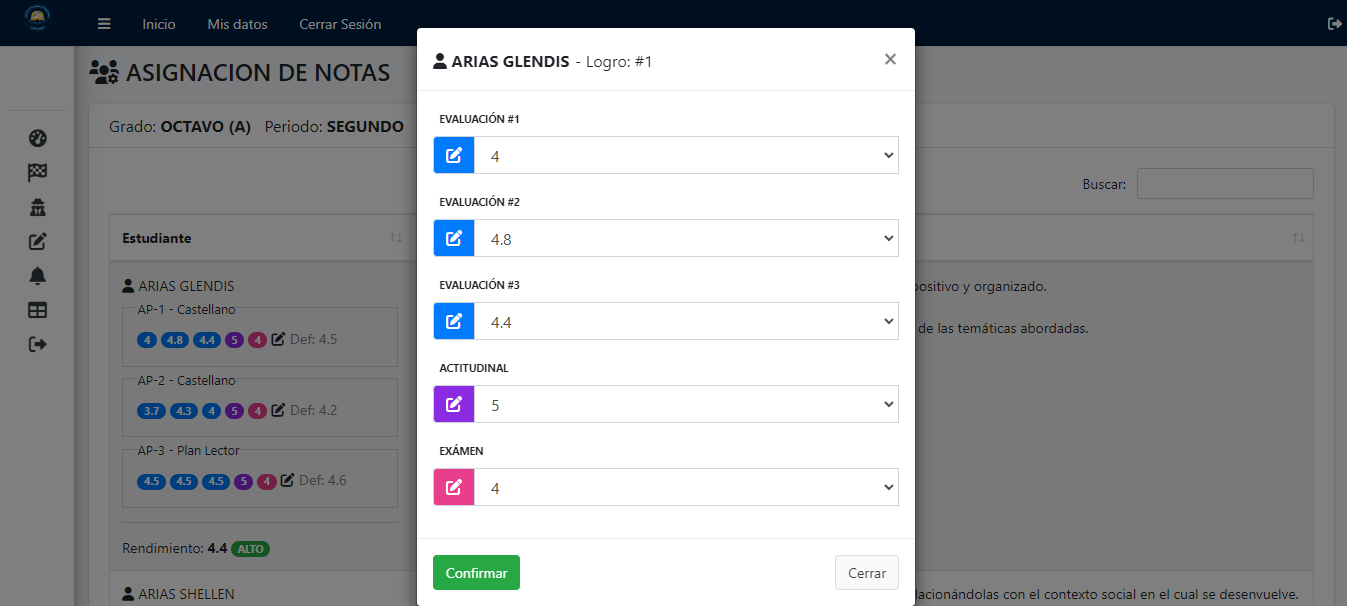 Inicio Mis datos Cerrar Sesión
ASIGNACION DE NOTAS
Grado: OCTAVO (A) Periodo: SEGUNDO
Buscar:
Estudiante
ARIAS GLENDIS
AP-1 - Castellano
4 4.8 4.4 5 4 Def: 4.5
AP-2 - Castellano
3.7 4.3 4 5 4 Def: 4.2
AP-3 - Plan Lector
4.5 4.5 4.5 5 4 Def: 4.6
Rendimiento: 4.4 ALTO
ARIAS SHELLEN
ositivo y organizado.
de las temáticas abordadas.
lacionándolas con el contexto social en el cual se desenvuelve.
ARIAS GLENDIS - Logro: #1
×
EVALUACIÓN #1
4
EVALUACIÓN #2
4.8
EVALUACIÓN #3
4.4
ACTITUDINAL
5
EXÁMEN
4
Confirmar Cerrar